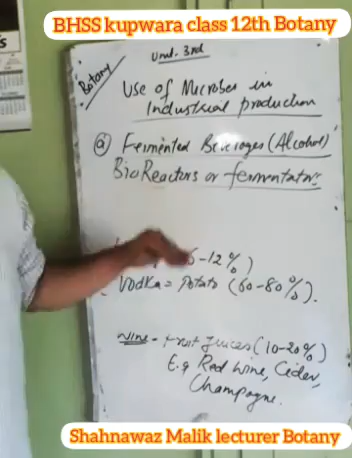 BHSS kupwara class 12th Botany
Unit-3rd
Botany
Use of Microbes in
Industrial production
(a) Fermented Beverages (Alcohol)
BioReactors or fermentators
6-12%)
Vodka = Potato (60-80%).
Wine - fruit Juices (10-20%)
E.g Red wine, Cider,
Champagne.
Shahnawaz Malik lecturer Botany